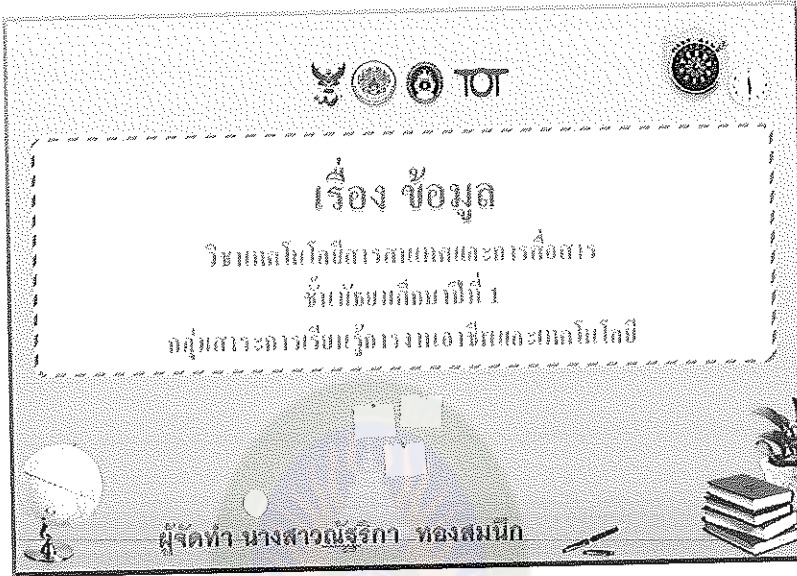 TOT
เรื่อง ข้อมูล
วิชาเทคโนโลยีสารสนเทศและการสื่อสาร
ชั้นมัธยมศึกษาปีที่ 1
กลุ่มสาระการเรียนรู้การงานอาชีพและเทคโนโลยี
ผู้จัดทำ นางสาวณัฐริกา ทองสมนึก